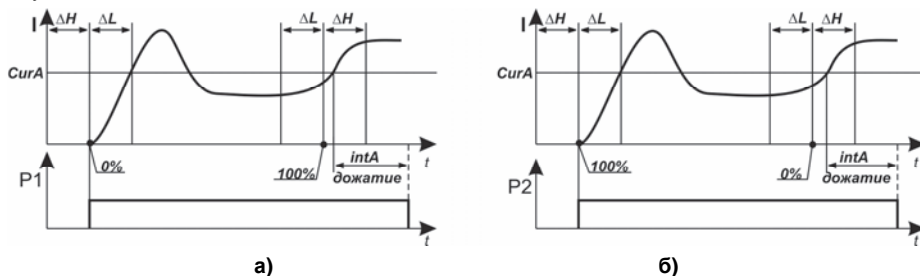 I ΔH ΔL ΔL ΔH
CurA
0% 100% intA t
дожатие
P1
t
а)
I ΔH ΔL ΔL ΔH
CurA
100% 0% intA t
дожатие
P2
t
б)